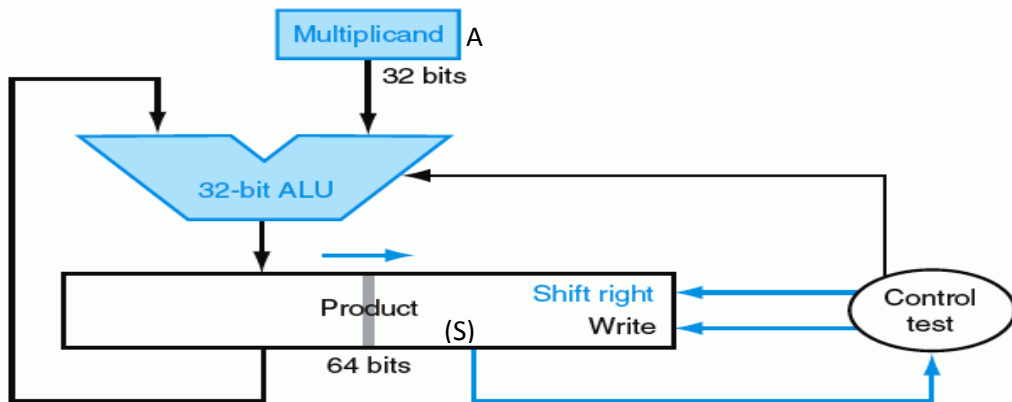 Multiplicand A
32 bits
32-bit ALU
Product
Shift right
Write
(S)
64 bits
Control
test